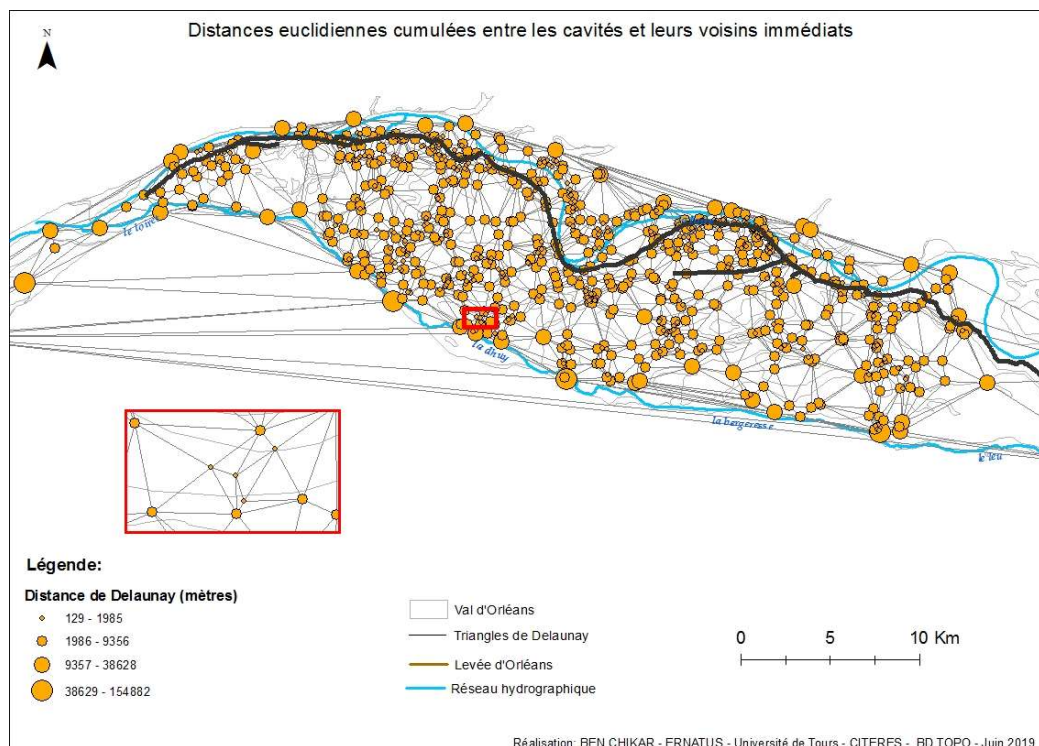 Distances euclidiennes cumulées entre les cavités et leurs voisins immédiats
N
la dhuy
la bergeresse
le leu
Légende:
Distance de Delaunay (mètres)
129 - 1985
1986 - 9356
9357 - 38628
38629 - 154882
Val d'Orléans
Triangles de Delaunay
Levée d'Orléans
Réseau hydrographique
0 5 10 Km
Réalisation: BEN CHIKAR - ERNATUS - Université de Tours - CITERES - BD TOPO - Juin 2019